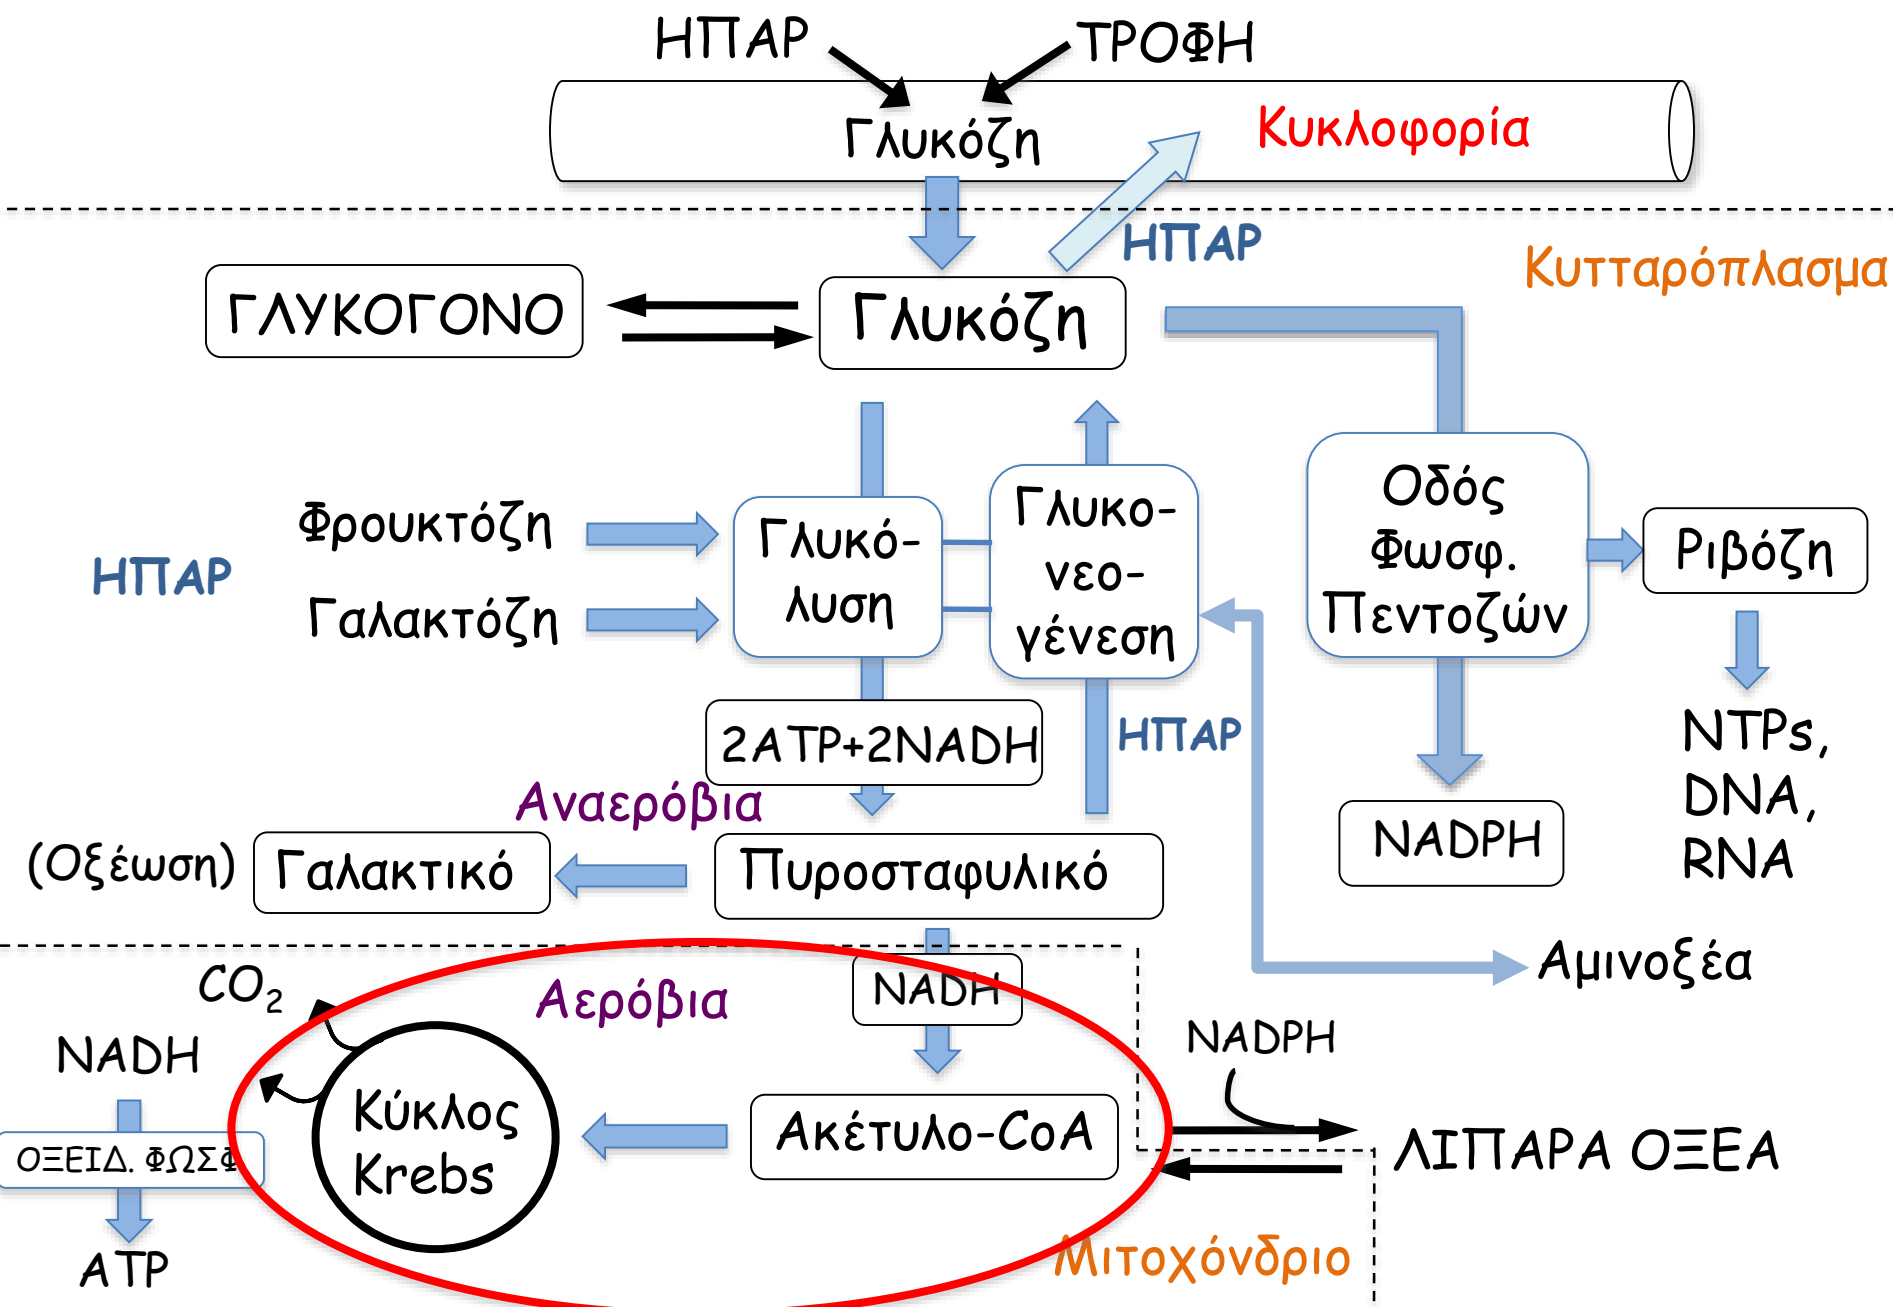 ΗΠΑΡ
ΤΡΟΦΗ
Γλυκόζη
Κυκλοφορία
ΗΠΑΡ
Κυτταρόπλασμα
ΓΛΥΚΟΓΟΝΟ
Γλυκόζη
Φρουκτόζη
Γαλακτόζη
ΗΠΑΡ
Γλυκό-
λυση
Γλυκο-
νεο-
γένεση
Οδός
Φωσφ.
Πεντοζών
Ριβόζη
NTPs,
DNA,
RNA
2ATP+2NADH
ΗΠΑΡ
Αναερόβια
(Οξέωση)
Γαλακτικό
Πυροσταφυλικό
NADPH
Αμινοξέα
CO₂
Αερόβια
NADH
NADH
NADPH
Κύκλος
Krebs
Ακέτυλο-CoA
ΛΙΠΑΡΑ ΟΞΕΑ
ΟΞΕΙΔ. ΦΩΣΦ
ATP
Μιτοχόνδριο